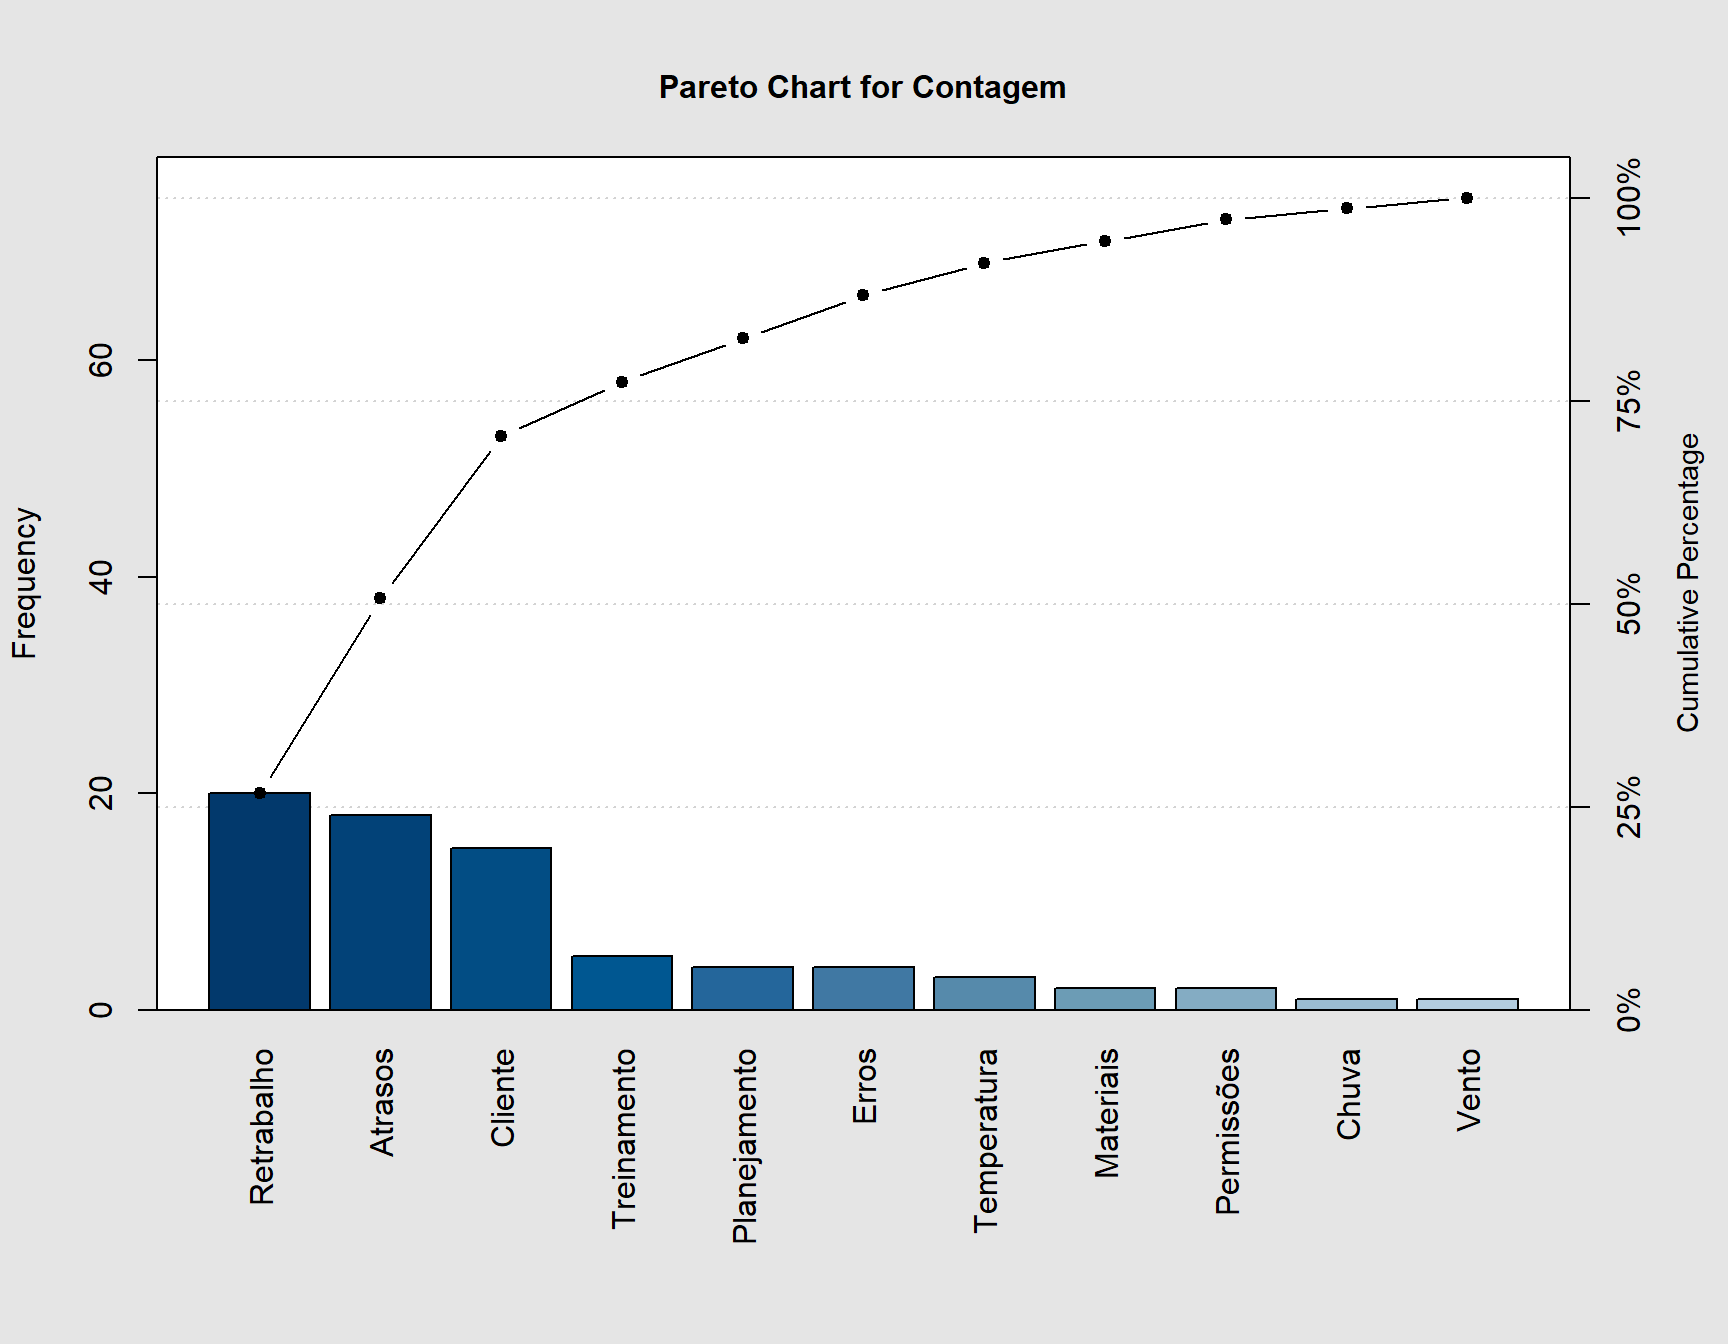 Pareto Chart for Contagem
Frequency
0
20
40
60
0%
25%
50%
75%
100%
Cumulative Percentage
Retrabalho
Atrasos
Cliente
Treinamento
Planejamento
Erros
Temperatura
Materiais
Permissões
Chuva
Vento